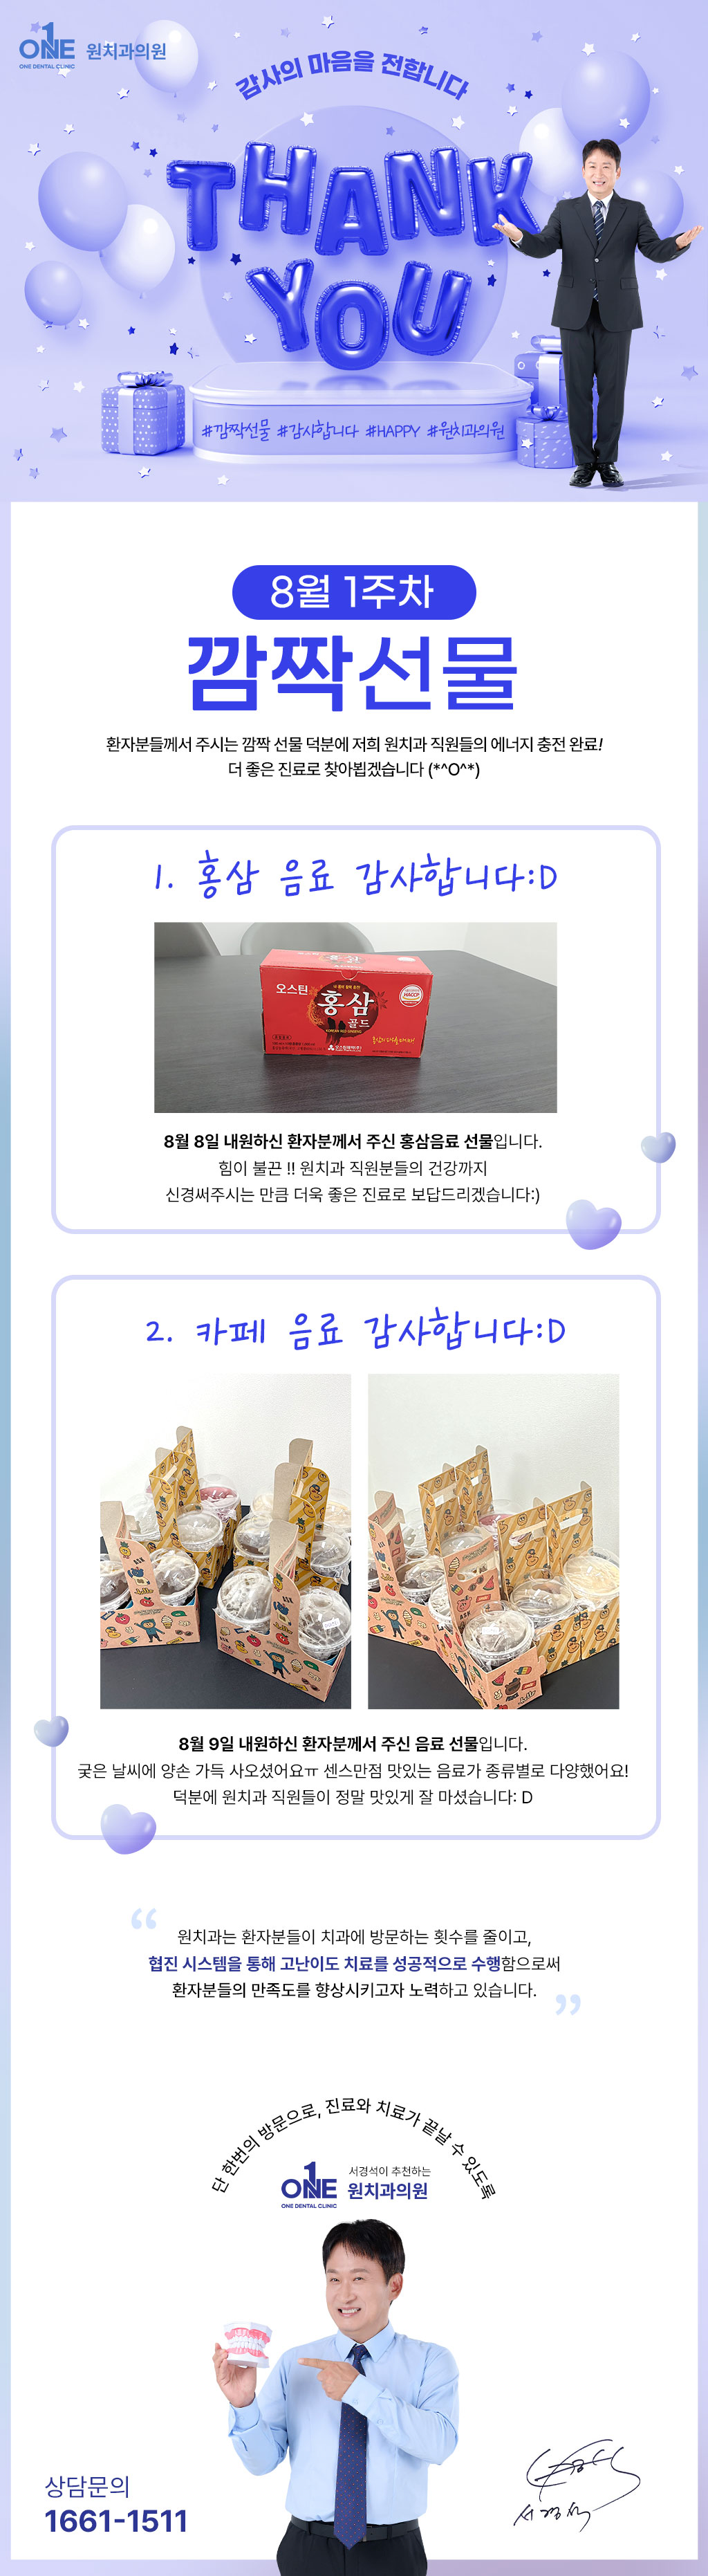 1
ONE
ONE DENTAL CLINIC
원치과의원
감사의 마음을 전합니다
THANK
YOU
#깜짝선물 #감사합니다 #HAPPY #원치과의원
8월 1주차
깜짝선물
환자분들께서 주시는 깜짝 선물 덕분에 저희 원치과 직원들의 에너지 충전 완료!
더 좋은 진료로 찾아뵙겠습니다 (*^O^*)
1. 홍삼 음료 감사합니다:D
오스틴
홍삼
골드
KOREAN RED GINSENG
HACCP
8월 8일 내원하신 환자분께서 주신 홍삼음료 선물입니다.
힘이 불끈 !! 원치과 직원분들의 건강까지
신경써주시는 만큼 더욱 좋은 진료로 보답드리겠습니다:)
2. 카페 음료 감사합니다:D
8월 9일 내원하신 환자분께서 주신 음료 선물입니다.
궂은 날씨에 양손 가득 사오셨어요ㅠ 센스만점 맛있는 음료가 종류별로 다양했어요!
덕분에 원치과 직원들이 정말 맛있게 잘 마셨습니다: D
“
원치과는 환자분들이 치과에 방문하는 횟수를 줄이고,
협진 시스템을 통해 고난이도 치료를 성공적으로 수행함으로써
환자분들의 만족도를 향상시키고자 노력하고 있습니다.
”
단 한번의 방문으로, 진료와 치료가 끝날 수 있도록
1
ONE
ONE DENTAL CLINIC
서경석이 추천하는
원치과의원
상담문의
1661-1511
서경석